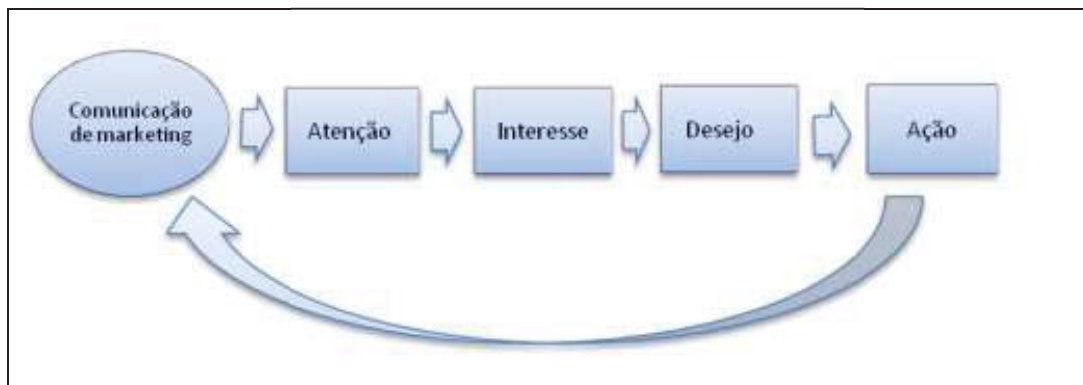 Comunicação
de marketing
Atenção
Interesse
Desejo
Ação